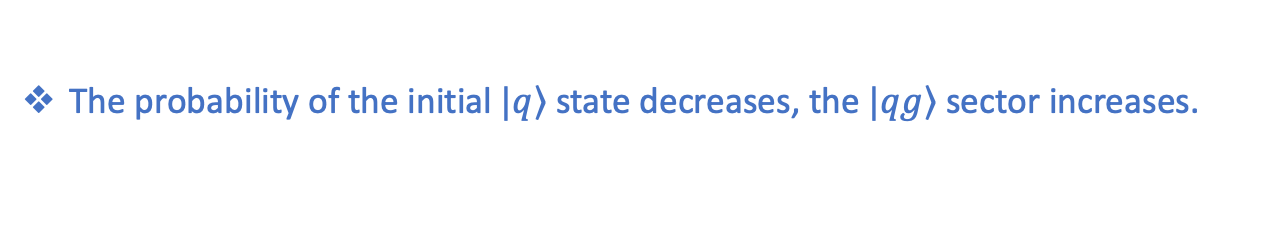 ❖ The probability of the initial |q⟩ state decreases, the |qg⟩ sector increases.